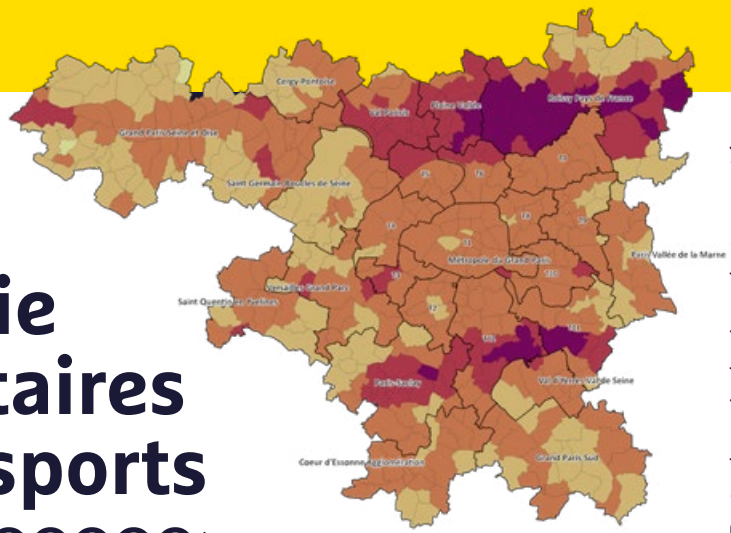 Cergy-Pontoise
Val Parisis
Plaine Vallée
Roissy Pays de France
Grand Paris Seine et Oise
Saint Germain Boucles de Seine
T5
T6
T7
T8
T9
T4
T1
Métropole du Grand Paris
Paris Vallée de la Marne
T3
T10
Versailles Grand Parc
Saint Quentin en Yvelines
T2
T12
T11
Paris-Saclay
Val d'Yerres Val de Seine
Coeur d'Essonne Agglomération
Grand Paris Sud
ie
taires
sports